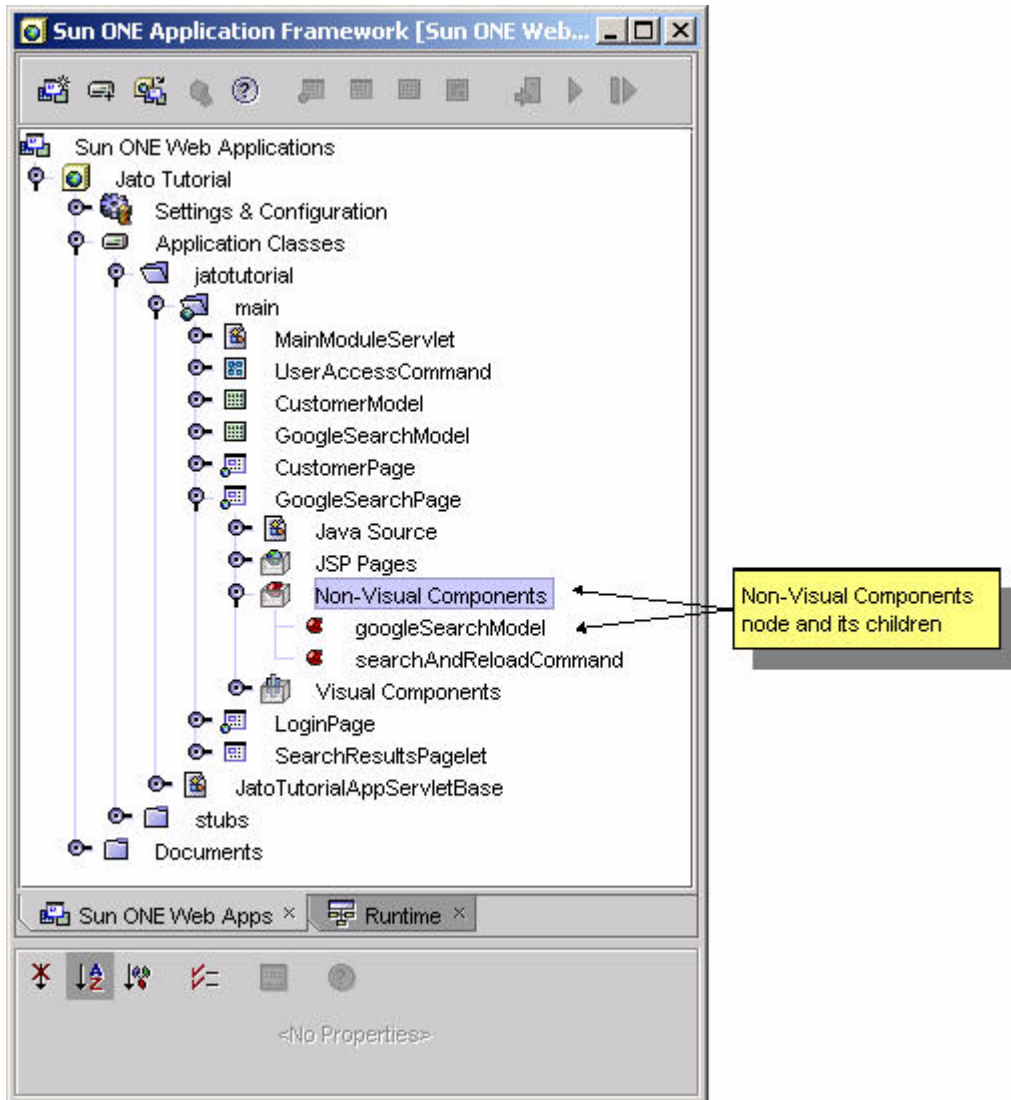 Sun ONE Application Framework [Sun ONE Web...
Sun ONE Web Applications
Jato Tutorial
Settings & Configuration
Application Classes
jatotutorial
main
MainModuleServlet
UserAccessCommand
CustomerModel
GoogleSearchModel
CustomerPage
GoogleSearchPage
Java Source
JSP Pages
Non-Visual Components
googleSearchModel
searchAndReloadCommand
Visual Components
LoginPage
SearchResultsPagelet
JatoTutorialAppServletBase
stubs
Documents
Non-Visual Components
node and its children
Sun ONE Web Apps
Runtime
<No Properties>